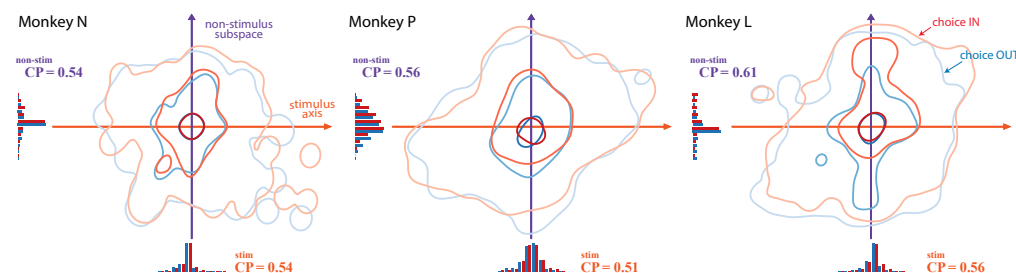 Monkey N
non-stimulus
subspace
non-stim
CP = 0.54
stimulus
axis
stim
CP = 0.54
Monkey P
non-stim
CP = 0.56
stim
CP = 0.51
Monkey L
choice IN
choice OUT
non-stim
CP = 0.61
stim
CP = 0.56